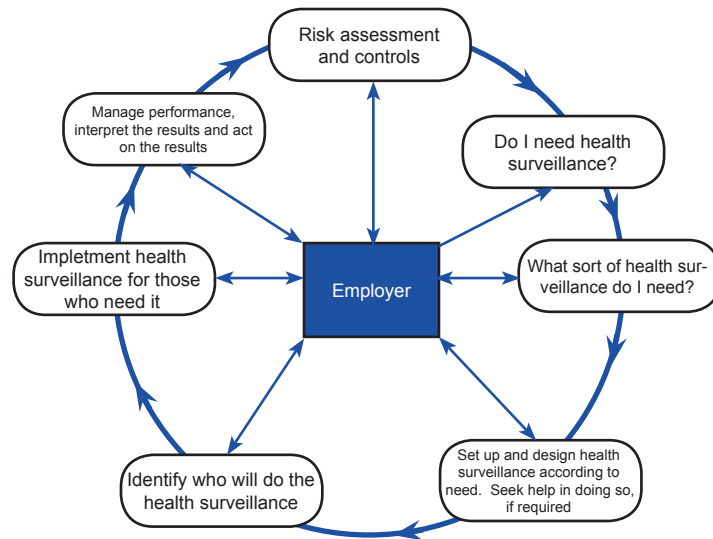 Risk assessment
and controls
Do I need health
surveillance?
What sort of health sur-
veillance do I need?
Set up and design health
surveillance according to
need.  Seek help in doing so,
if required
Identify who will do the
health surveillance
Impletment health
surveillance for those
who need it
Manage performance,
interpret the results and act
on the results
Employer